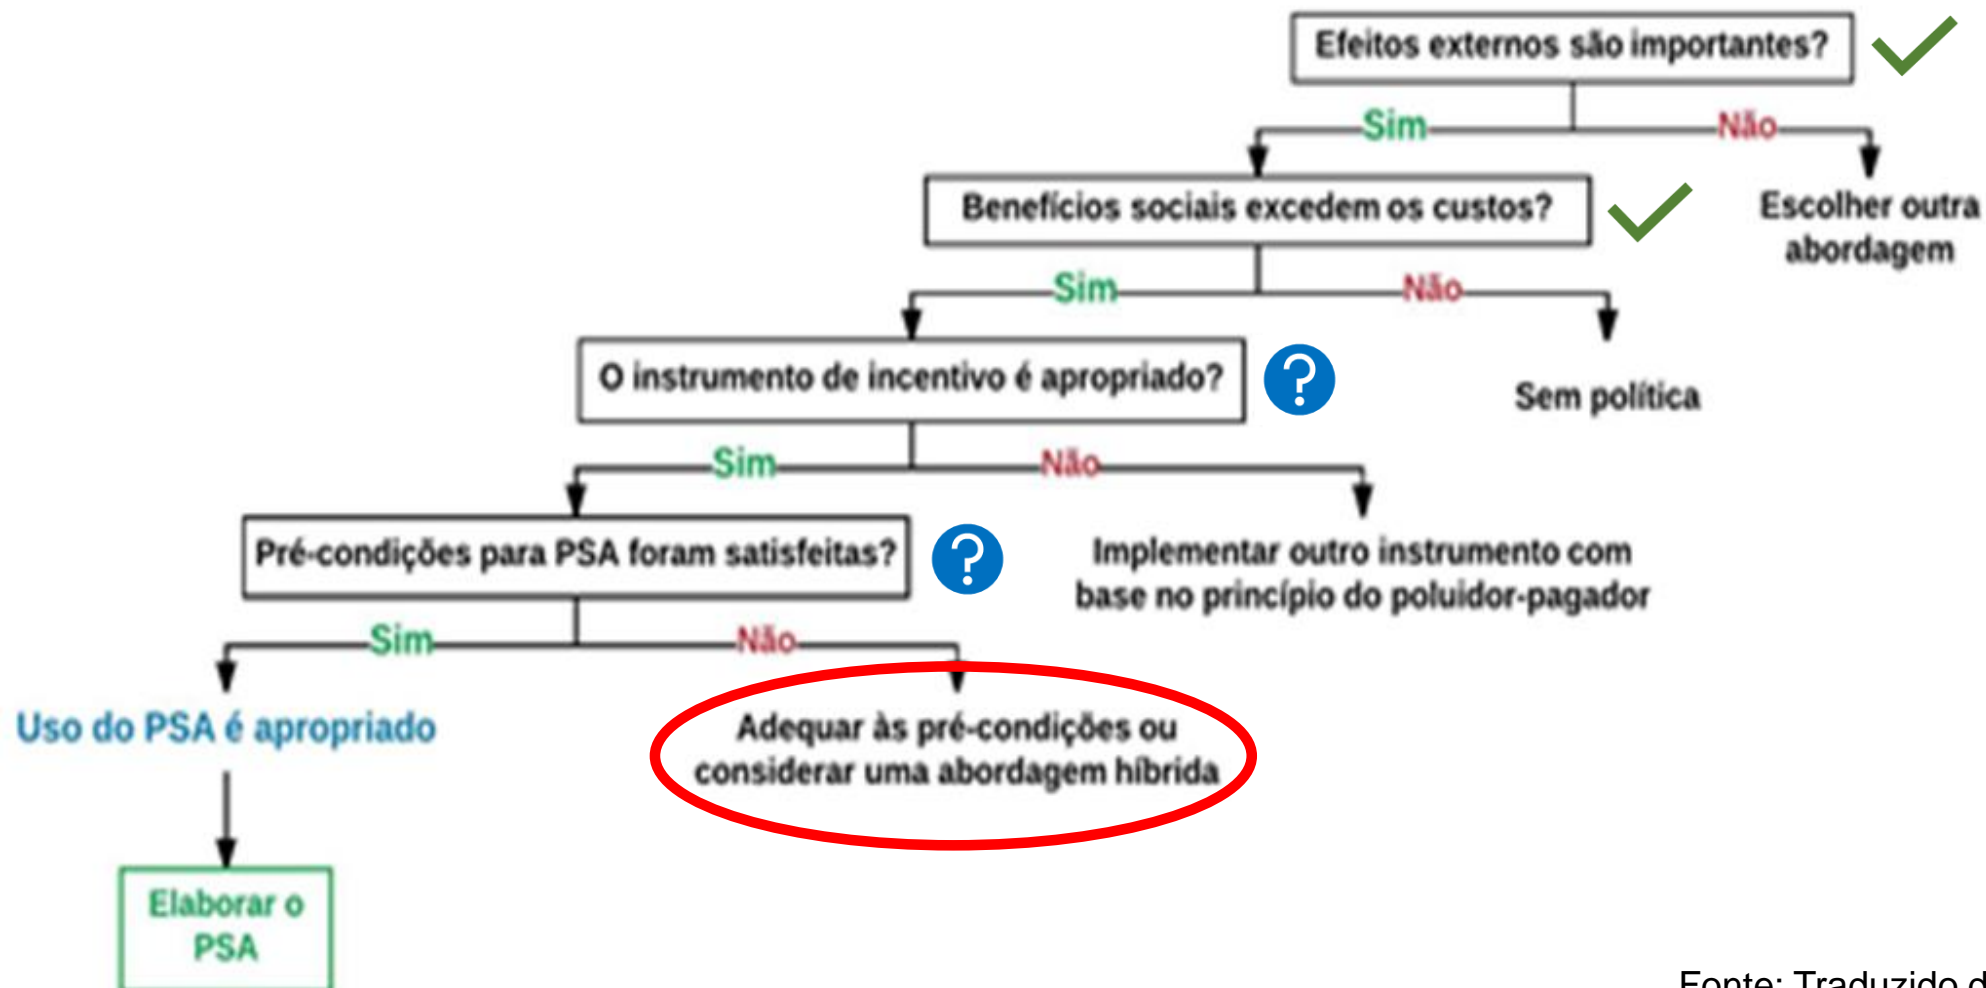 Efeitos externos são importantes?
Sim
Não
Benefícios sociais excedem os custos?
Escolher outra
abordagem
Sim
Não
O instrumento de incentivo é apropriado?
?
Sem política
Sim
Não
Pré-condições para PSA foram satisfeitas?
?
Implementar outro instrumento com
base no princípio do poluidor-pagador
Sim
Não
Uso do PSA é apropriado
Adequar às pré-condições ou
considerar uma abordagem híbrida
Elaborar o
PSA
Fonte: Traduzido d